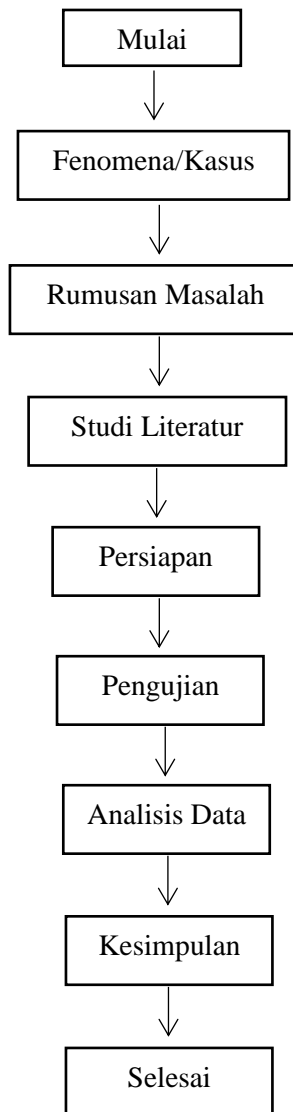 Mulai
Fenomena/Kasus
Rumusan Masalah
Studi Literatur
Persiapan
Pengujian
Analisis Data
Kesimpulan
Selesai